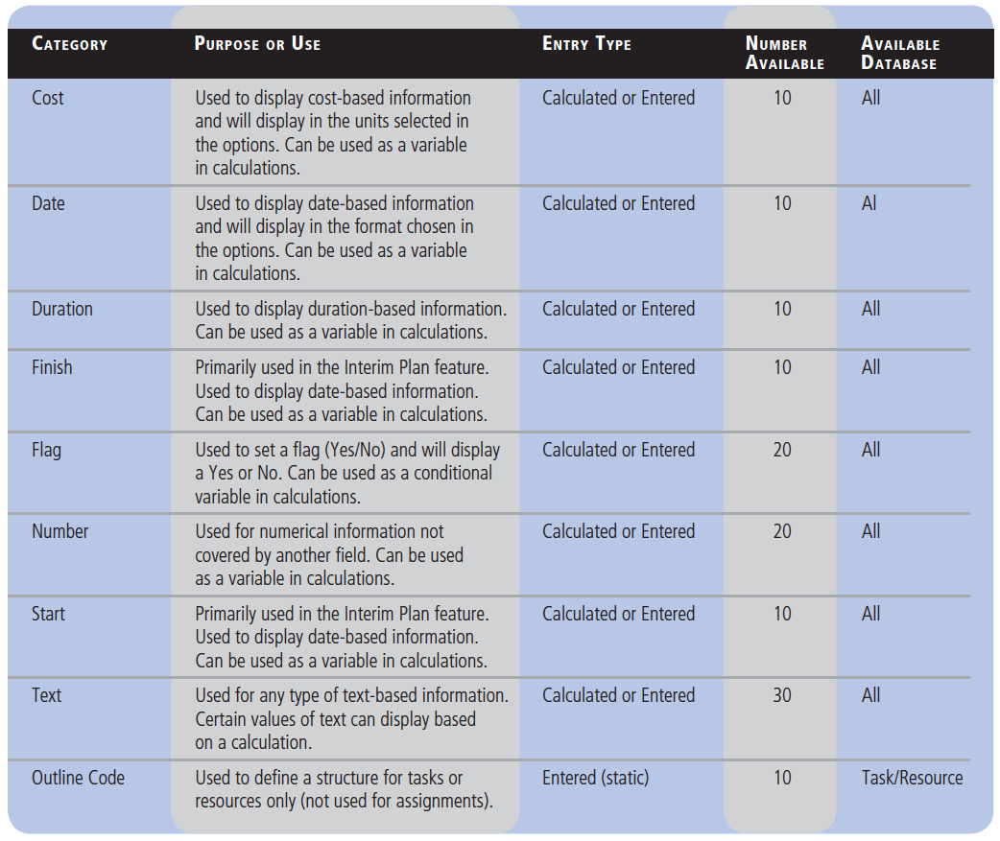 CATEGORY PURPOSE OR USE ENTRY TYPE NUMBER AVAILABLE AVAILABLE DATABASE
Cost Used to display cost-based information Calculated or Entered 10 All
and will display in the units selected in
the options. Can be used as a variable
in calculations.
Date Used to display date-based information Calculated or Entered 10 Al
and will display in the format chosen in
the options. Can be used as a variable
in calculations.
Duration Used to display duration-based information. Calculated or Entered 10 All
Can be used as a variable in calculations.
Finish Primarily used in the Interim Plan feature. Calculated or Entered 10 All
Used to display date-based information.
Can be used as a variable in calculations.
Flag Used to set a flag (Yes/No) and will display Calculated or Entered 20 All
a Yes or No. Can be used as a conditional
variable in calculations.
Number Used for numerical information not Calculated or Entered 20 All
covered by another field. Can be used
as a variable in calculations.
Start Primarily used in the Interim Plan feature. Calculated or Entered 10 All
Used to display date-based information.
Can be used as a variable in calculations.
Text Used for any type of text-based information. Calculated or Entered 30 All
Certain values of text can display based
on a calculation.
Outline Code Used to define a structure for tasks or Entered (static) 10 Task/Resource
resources only (not used for assignments).